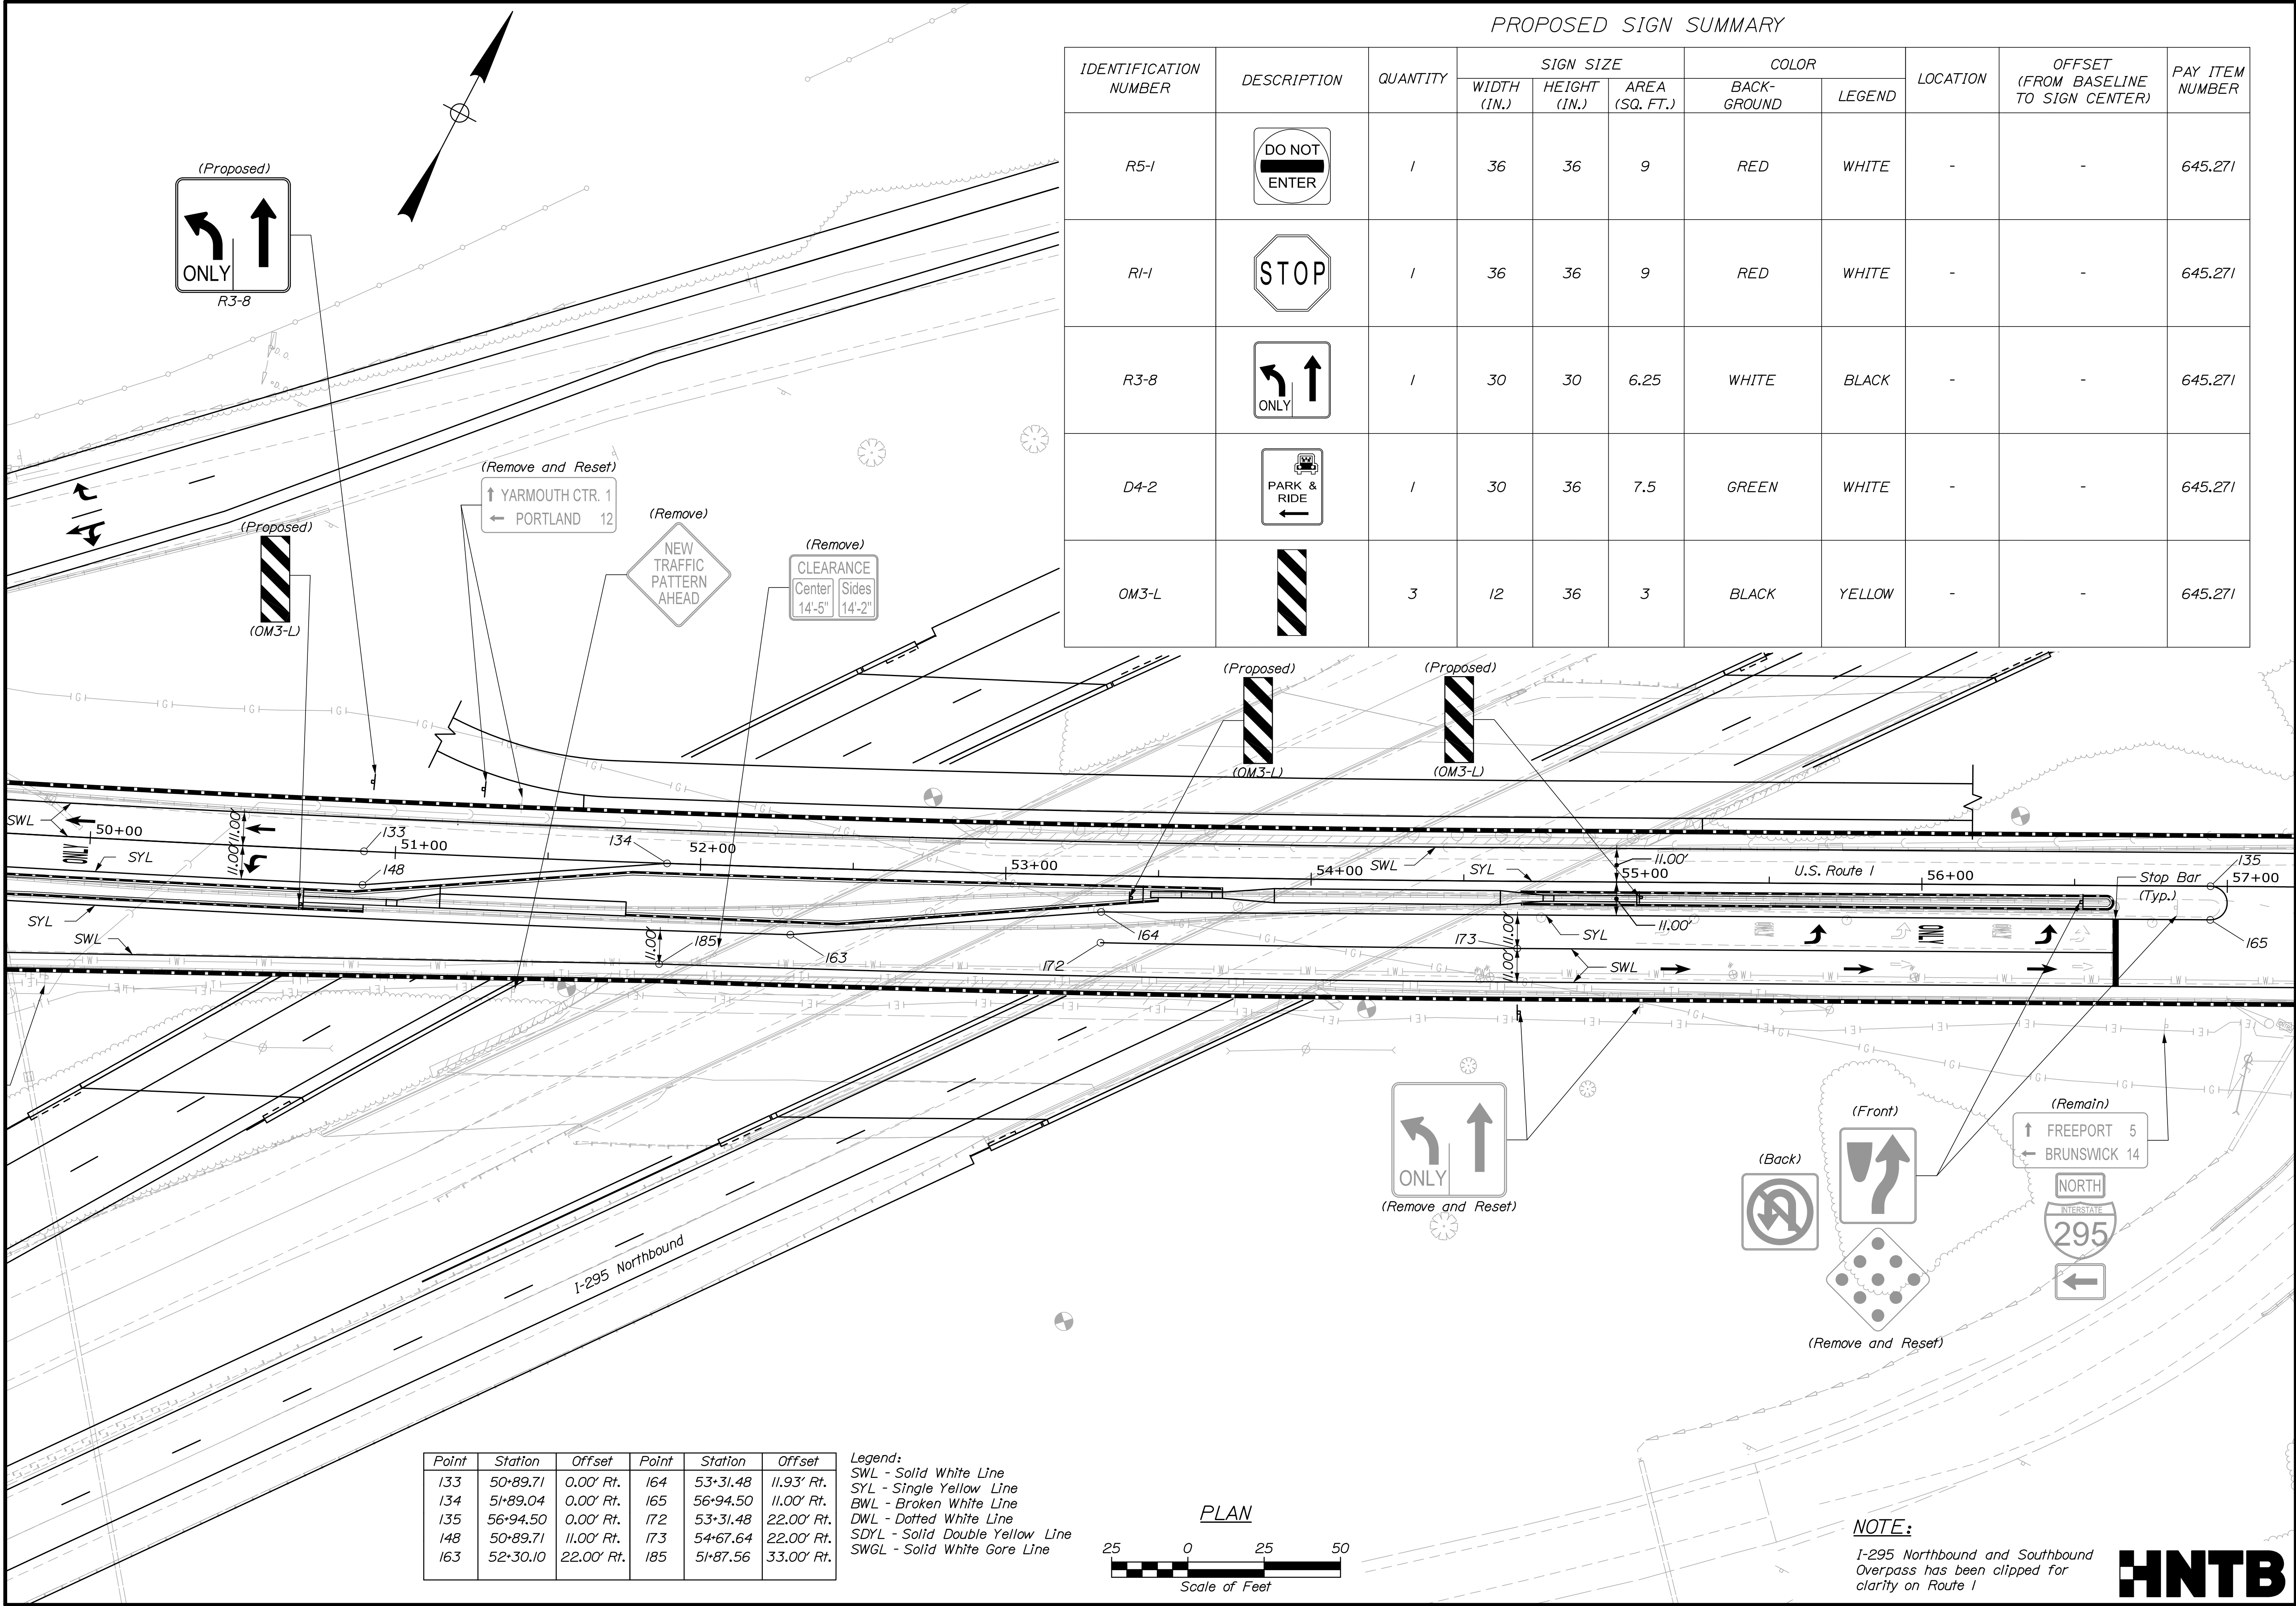 PROPOSED SIGN SUMMARY
IDENTIFICATION NUMBER DESCRIPTION QUANTITY SIGN SIZE COLOR LOCATION OFFSET (FROM BASELINE TO SIGN CENTER) PAY ITEM NUMBER
WIDTH (IN.) HEIGHT (IN.) AREA (SQ. FT.) BACK-GROUND LEGEND
R5-1 DO NOT ENTER 1 36 36 9 RED WHITE - - 645.271
R1-1 STOP 1 36 36 9 RED WHITE - - 645.271
R3-8 ONLY 1 30 30 6.25 WHITE BLACK - - 645.271
D4-2 PARK & RIDE 1 30 36 7.5 GREEN WHITE - - 645.271
OM3-L 3 12 36 3 BLACK YELLOW - - 645.271
(Proposed)
ONLY
R3-8
(Remove and Reset)
YARMOUTH CTR. 1
PORTLAND 12
(Remove)
NEW
TRAFFIC
PATTERN
AHEAD
(Remove)
CLEARANCE
Center Sides
14'-5" 14'-2"
(Proposed)
(OM3-L)
(Proposed)
(OM3-L)
(Proposed)
(OM3-L)
SWL
50+00
11.00'
11.00'
133
51+00
134
52+00
53+00
54+00
SWL
SYL
11.00'
55+00
U.S. Route 1
56+00
135
57+00
Stop Bar
(Typ.)
ONLY
SYL
148
SYL
SWL
11.00'
185
163
164
172
173
11.00'
11.00'
SYL
11.00'
SWL
ONLY
165
I-295 Northbound
ONLY
(Remove and Reset)
(Back)
(Front)
(Remove and Reset)
(Remain)
FREEPORT 5
BRUNSWICK 14
NORTH
INTERSTATE
295
Point Station Offset Point Station Offset
133 50+89.71 0.00' Rt. 164 53+31.48 11.93' Rt.
134 51+89.04 0.00' Rt. 165 56+94.50 11.00' Rt.
135 56+94.50 0.00' Rt. 172 53+31.48 22.00' Rt.
148 50+89.71 11.00' Rt. 173 54+67.64 22.00' Rt.
163 52+30.10 22.00' Rt. 185 51+87.56 33.00' Rt.
Legend:
SWL - Solid White Line
SYL - Single Yellow Line
BWL - Broken White Line
DWL - Dotted White Line
SDYL - Solid Double Yellow Line
SWGL - Solid White Gore Line
PLAN
25 0 25 50
Scale of Feet
NOTE:
I-295 Northbound and Southbound
Overpass has been clipped for
clarity on Route 1
HNTB